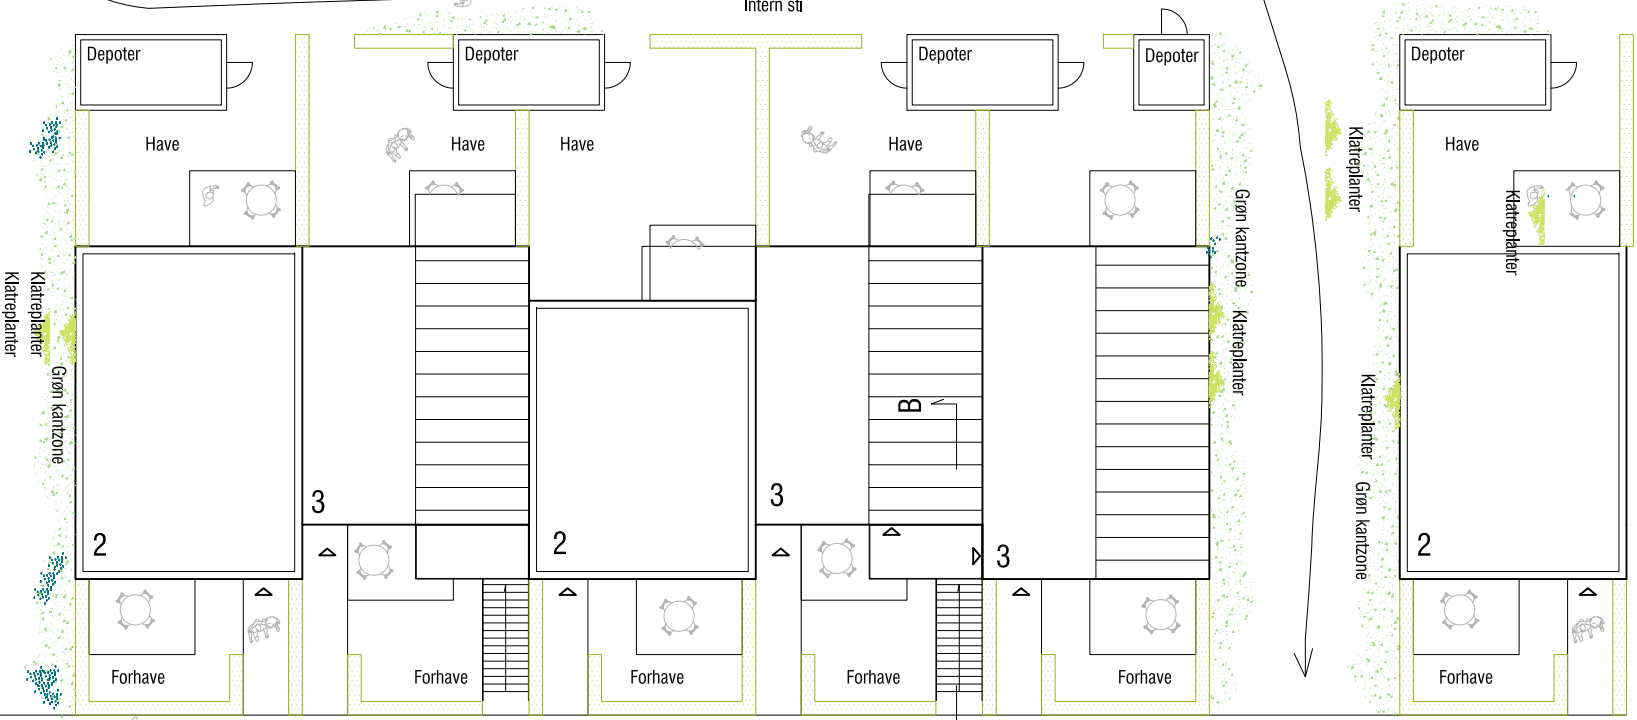 Intern sti
Depoter
Depoter
Depoter
Depoter
Depoter
Have
Have
Have
Have
Have
Klatreplanter
Grøn kantzone
Klatreplanter
Klatreplanter
Klatreplanter
Grøn kantzone
Klatreplanter
Klatreplanter
Grøn kantzone
B
3
3
2
2
3
2
Forhave
Forhave
Forhave
Forhave
Forhave
Forhave